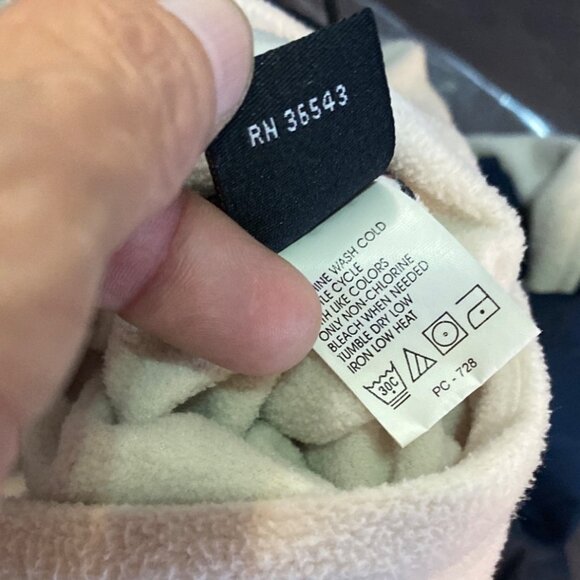 RN 36543
WASH COLD
CYCLE
LIKE COLORS
ONLY NON-CHLORINE
BLEACH WHEN NEEDED
TUMBLE DRY LOW
IRON LOW HEAT
30C
PC - 728